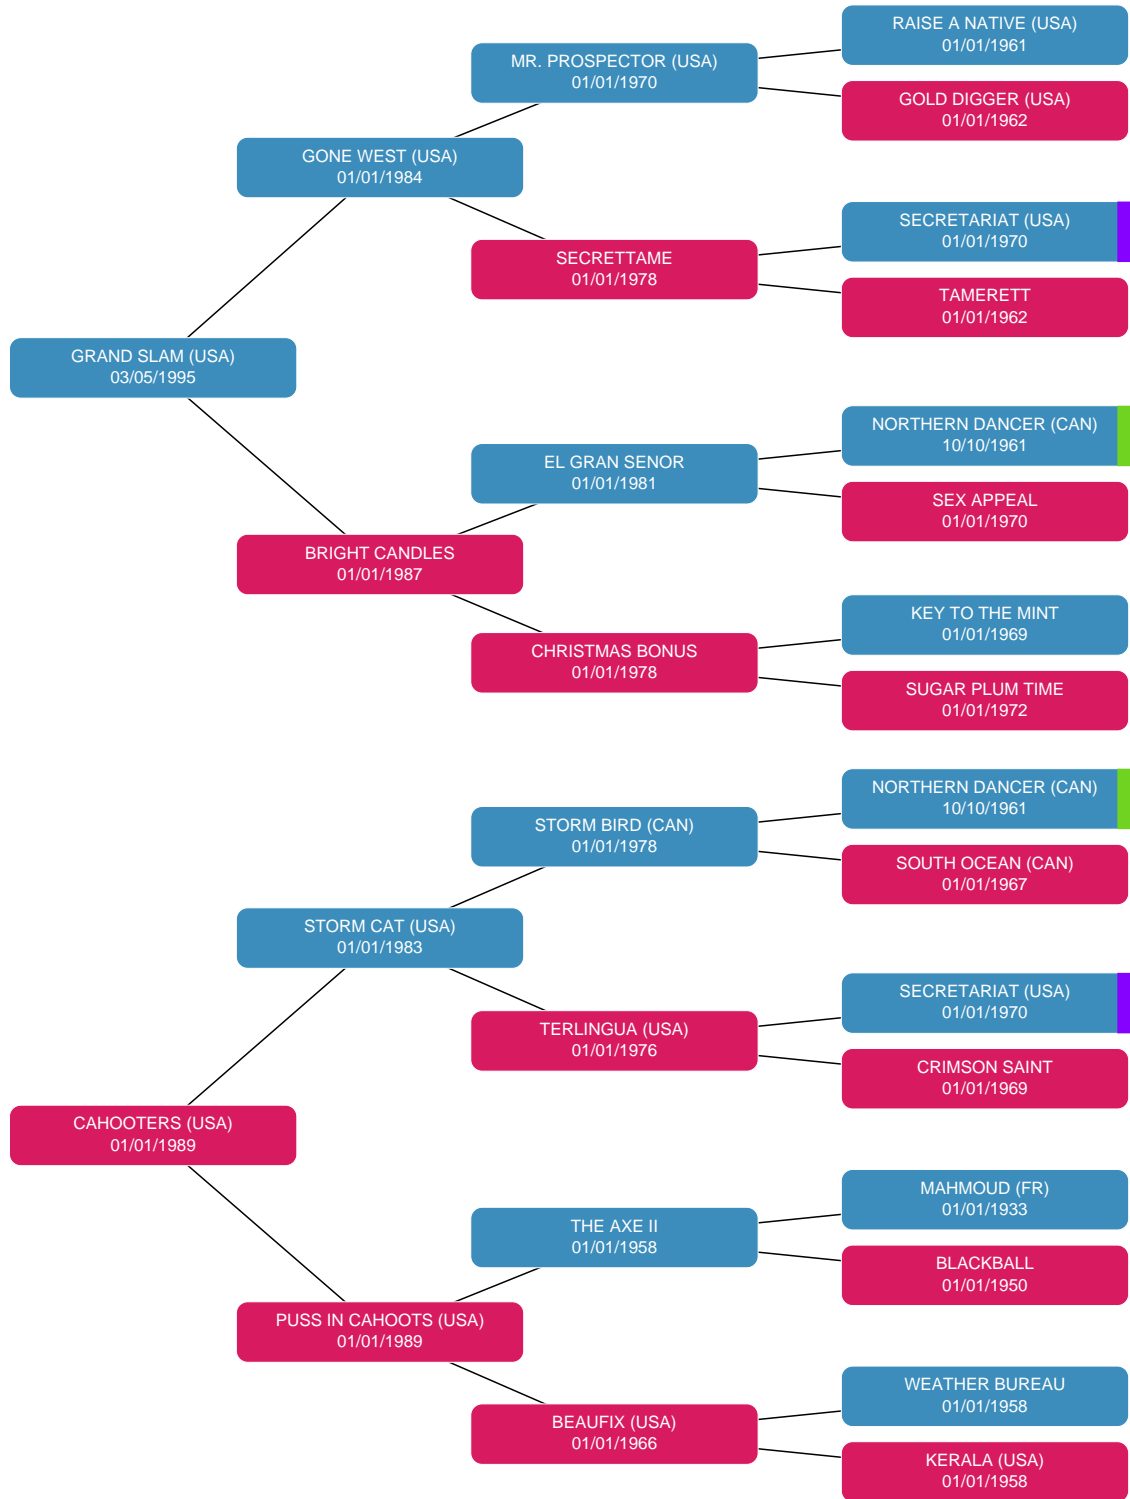 RAISE A NATIVE (USA)
01/01/1961
MR. PROSPECTOR (USA)
01/01/1970
GOLD DIGGER (USA)
01/01/1962
GONE WEST (USA)
01/01/1984
SECRETARIAT (USA)
01/01/1970
SECRETTAME
01/01/1978
TAMERETT
01/01/1962
GRAND SLAM (USA)
03/05/1995
NORTHERN DANCER (CAN)
10/10/1961
EL GRAN SENOR
01/01/1981
SEX APPEAL
01/01/1970
BRIGHT CANDLES
01/01/1987
KEY TO THE MINT
01/01/1969
CHRISTMAS BONUS
01/01/1978
SUGAR PLUM TIME
01/01/1972
NORTHERN DANCER (CAN)
10/10/1961
STORM BIRD (CAN)
01/01/1978
SOUTH OCEAN (CAN)
01/01/1967
STORM CAT (USA)
01/01/1983
SECRETARIAT (USA)
01/01/1970
TERLINGUA (USA)
01/01/1976
CRIMSON SAINT
01/01/1969
CAHOOTERS (USA)
01/01/1989
MAHMOUD (FR)
01/01/1933
THE AXE II
01/01/1958
BLACKBALL
01/01/1950
PUSS IN CAHOOTS (USA)
01/01/1989
WEATHER BUREAU
01/01/1958
BEAUFIX (USA)
01/01/1966
KERALA (USA)
01/01/1958